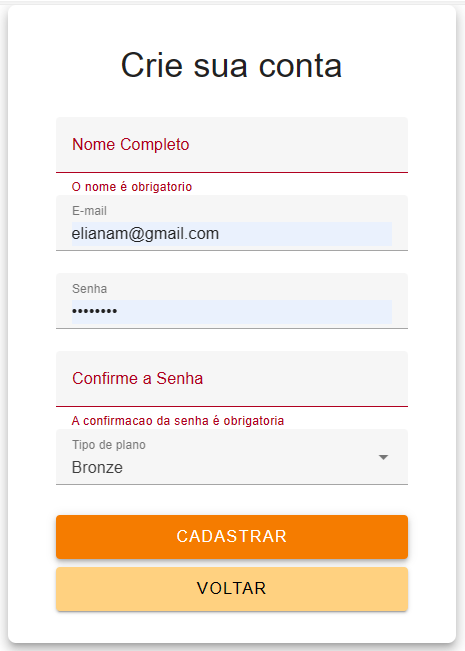 Crie sua conta
Nome Completo
O nome é obrigatorio
E-mail
elianam@gmail.com
Senha
••••••••
Confirme a Senha
A confirmacao da senha é obrigatoria
Tipo de plano
Bronze
CADASTRAR
VOLTAR